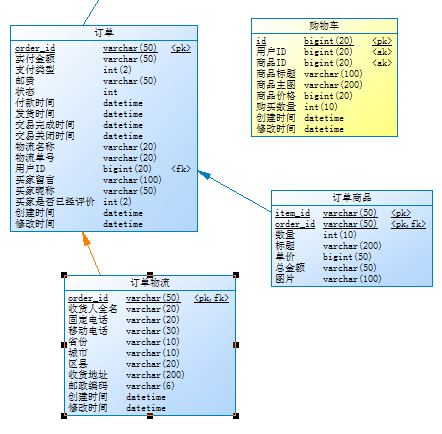 订单
order_id varchar(50) <pk>
实付金额 varchar(50)
支付类型 int(2)
邮费 varchar(50)
状态 int
付款时间 datetime
发货时间 datetime
交易完成时间 datetime
交易关闭时间 datetime
物流名称 varchar(20)
物流单号 varchar(20)
用户ID bigint(20) <fk>
买家留言 varchar(100)
买家昵称 varchar(50)
买家是否已经评价 int(2)
创建时间 datetime
修改时间 datetime
购物车
id bigint(20) <pk>
用户ID bigint(20) <ak>
商品ID bigint(20) <ak>
商品标题 varchar(100)
商品主图 varchar(200)
商品价格 bigint(20)
购买数量 int(10)
创建时间 datetime
修改时间 datetime
订单商品
item_id varchar(50) <pk>
order_id varchar(50) <pk,fk>
数量 int(10)
标题 varchar(200)
单价 bigint(50)
总金额 varchar(50)
图片 varchar(100)
订单物流
order_id varchar(50) <pk,fk>
收货人全名 varchar(20)
固定电话 varchar(20)
移动电话 varchar(30)
省份 varchar(10)
城市 varchar(10)
区县 varchar(20)
收货地址 varchar(200)
邮政编码 varchar(6)
创建时间 datetime
修改时间 datetime